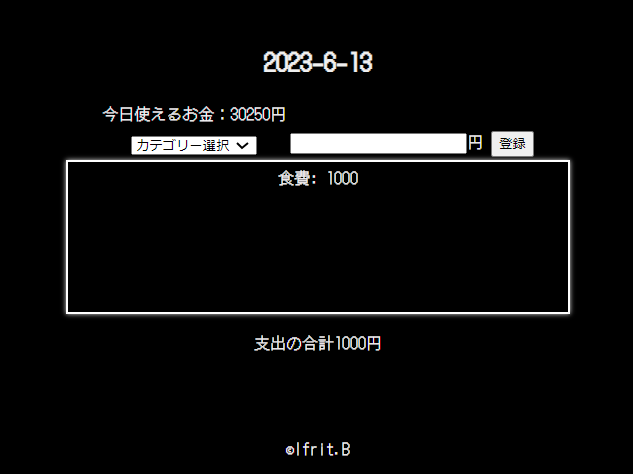 2023-6-13
今日使えるお金：30250円
カテゴリー選択 円 登録
食費: 1000
支出の合計1000円
©Ifrit.B